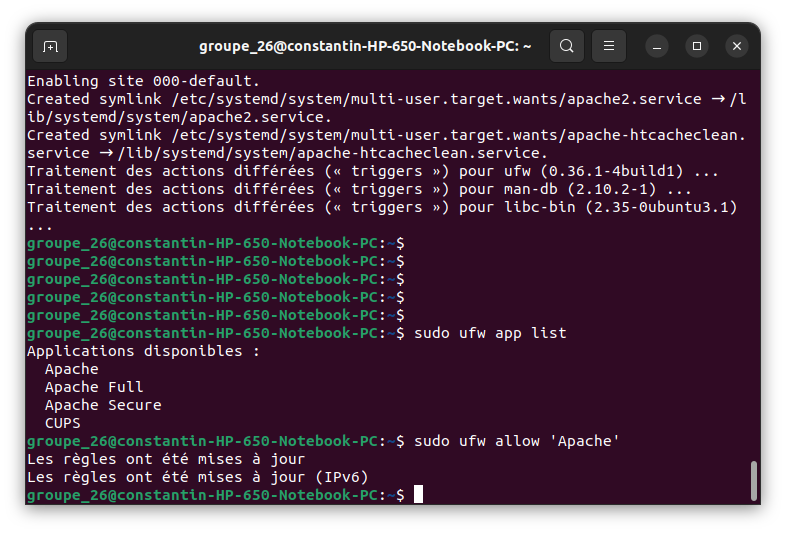 groupe_26@constantin-HP-650-Notebook-PC: ~
Enabling site 000-default.
Created symlink /etc/systemd/system/multi-user.target.wants/apache2.service → /l
ib/systemd/system/apache2.service.
Created symlink /etc/systemd/system/multi-user.target.wants/apache-htcacheclean.
service → /lib/systemd/system/apache-htcacheclean.service.
Traitement des actions différées (« triggers ») pour ufw (0.36.1-4build1) ...
Traitement des actions différées (« triggers ») pour man-db (2.10.2-1) ...
Traitement des actions différées (« triggers ») pour libc-bin (2.35-0ubuntu3.1)
...
groupe_26@constantin-HP-650-Notebook-PC:~$
groupe_26@constantin-HP-650-Notebook-PC:~$
groupe_26@constantin-HP-650-Notebook-PC:~$
groupe_26@constantin-HP-650-Notebook-PC:~$
groupe_26@constantin-HP-650-Notebook-PC:~$
groupe_26@constantin-HP-650-Notebook-PC:~$ sudo ufw app list
Applications disponibles :
  Apache
  Apache Full
  Apache Secure
  CUPS
groupe_26@constantin-HP-650-Notebook-PC:~$ sudo ufw allow 'Apache'
Les règles ont été mises à jour
Les règles ont été mises à jour (IPv6)
groupe_26@constantin-HP-650-Notebook-PC:~$